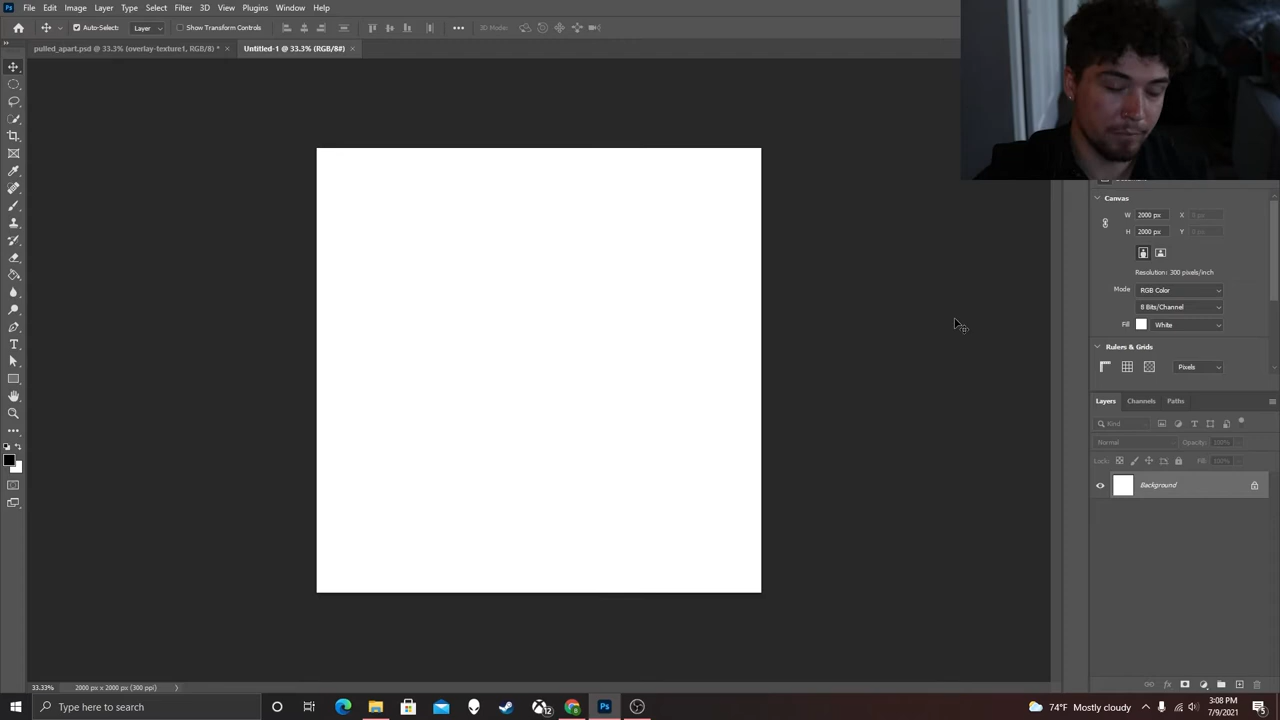 Ps File Edit Image Layer Type Select Filter 3D View Plugins Window Help
Auto-Select: Layer Show Transform Controls 3D Mode:
pulled_apart.psd @ 33.3% (overlay-texture1, RGB/8) * × Untitled-1 @ 33.3% (RGB/8#) ×
Canvas
W 2000 px X 0 px
H 2000 px Y 0 px
Resolution: 300 pixels/inch
Mode RGB Color
8 Bits/Channel
Fill White
Rulers & Grids
Pixels
Layers Channels Paths
Kind
Normal Opacity: 100%
Lock: Fill: 100%
Background
33.33% 2000 px x 2000 px (300 ppi)
Type here to search
12
Ps
74°F Mostly cloudy
3:08 PM
7/9/2021